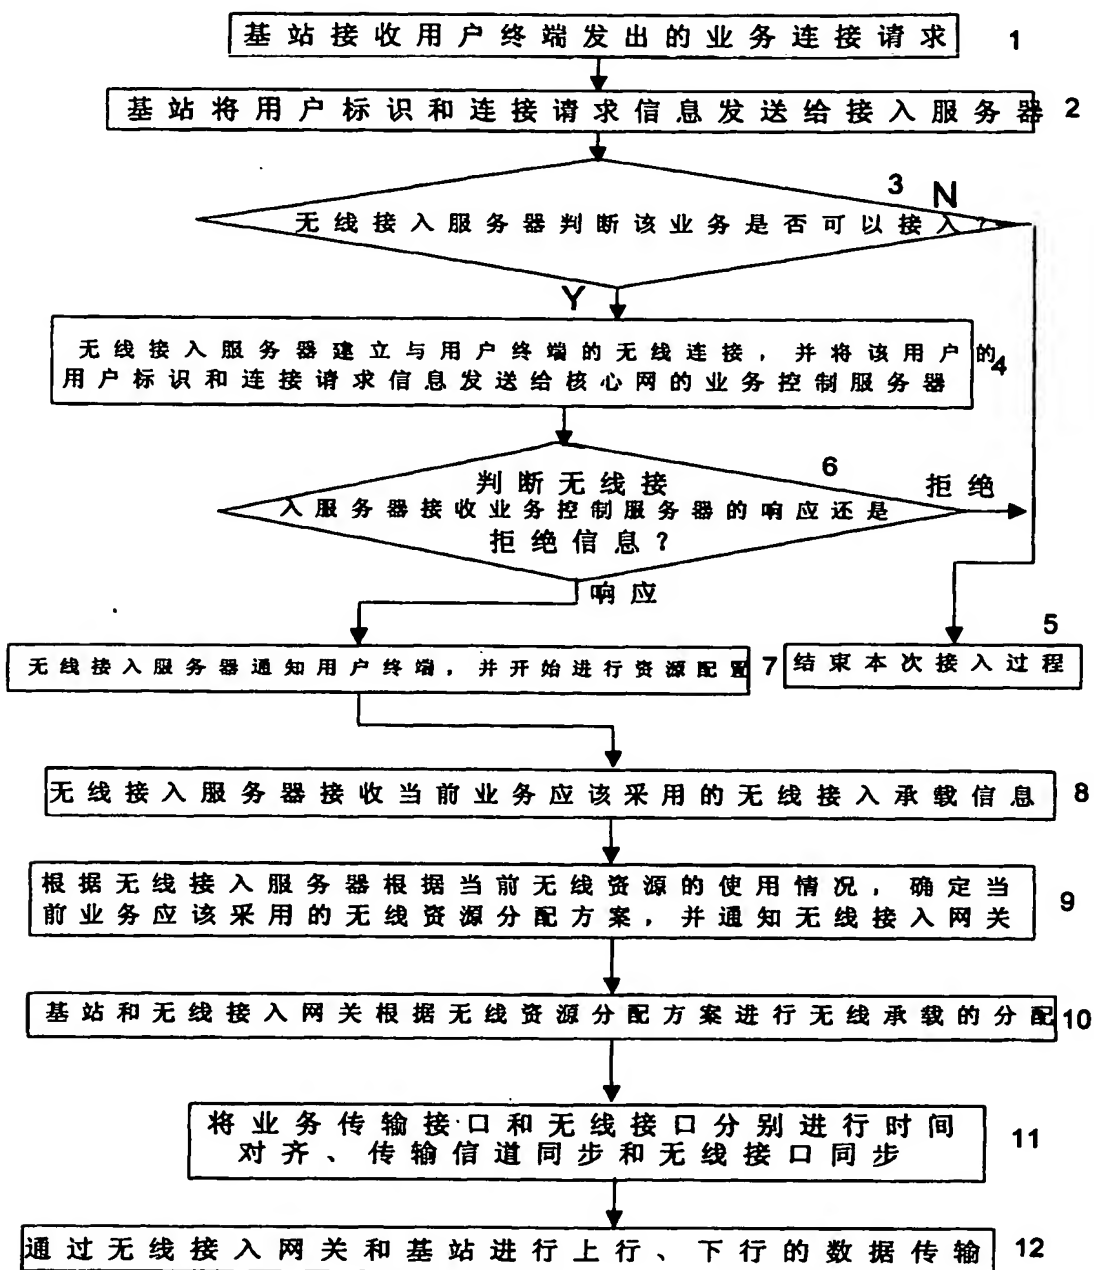 基站接收用户终端发出的业务连接请求 1
基站将用户标识和连接请求信息发送给接入服务器 2
3 N
无线接入服务器判断该业务是否可以接入?
Y
无线接入服务器建立与用户终端的无线连接,并将该用户的
用户标识和连接请求信息发送给核心网的业务控制服务器
4
6
判断无线接
拒绝
入服务器接收业务控制服务器的响应还是
拒绝信息?
响应
5
无线接入服务器通知用户终端,并开始进行资源配置 7
结束本次接入过程
无线接入服务器接收当前业务应该采用的无线接入承载信息 8
根据无线接入服务器根据当前无线资源的使用情况,确定当
前业务应该采用的无线资源分配方案,并通知无线接入网关
9
基站和无线接入网关根据无线资源分配方案进行无线承载的分配 10
将业务传输接口和无线接口分别进行时间
对齐、传输信道同步和无线接口同步
11
通过无线接入网关和基站进行上行、下行的数据传输 12